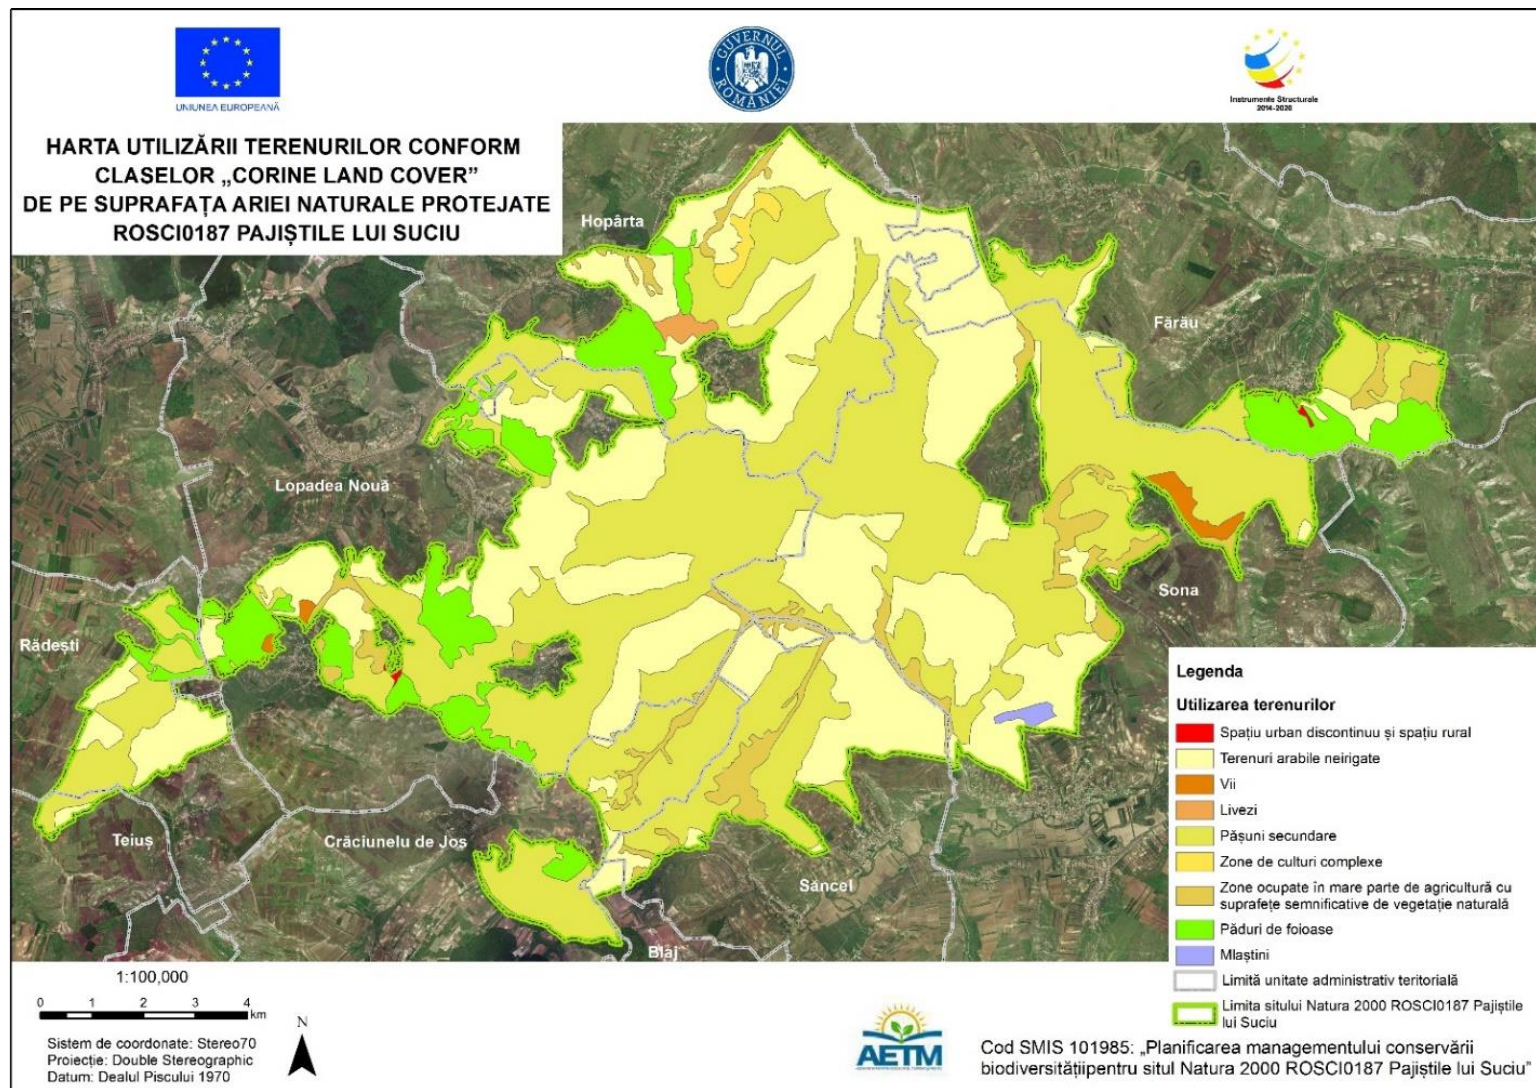 UNIUNEA EUROPEANĂ
GUVERNUL ROMÂNIEI
Instrumente Structurale
2014-2020
HARTA UTILIZĂRII TERENURILOR CONFORM
CLASELOR „CORINE LAND COVER”
DE PE SUPRAFAȚA ARIEI NATURALE PROTEJATE
ROSCI0187 PAJIȘTILE LUI SUCIU
Hopârta
Fărău
Lopadea Nouă
Sona
Rădești
Teiuș
Crăciunelu de Jos
Săncel
Blaj
Legenda
Utilizarea terenurilor
Spațiu urban discontinuu și spațiu rural
Terenuri arabile neirigate
Vii
Livezi
Pășuni secundare
Zone de culturi complexe
Zone ocupate în mare parte de agricultură cu
suprafețe semnificative de vegetație naturală
Păduri de foioase
Mlaștini
Limită unitate administrativ teritorială
Limita sitului Natura 2000 ROSCI0187 Pajiștile
lui Suciu
1:100,000
0 1 2 3 4
km
N
Sistem de coordonate: Stereo70
Proiecție: Double Stereographic
Datum: Dealul Piscului 1970
AETM
Cod SMIS 101985: „Planificarea managementului conservării
biodiversitățiipentru situl Natura 2000 ROSCI0187 Pajiștile lui Suciu”